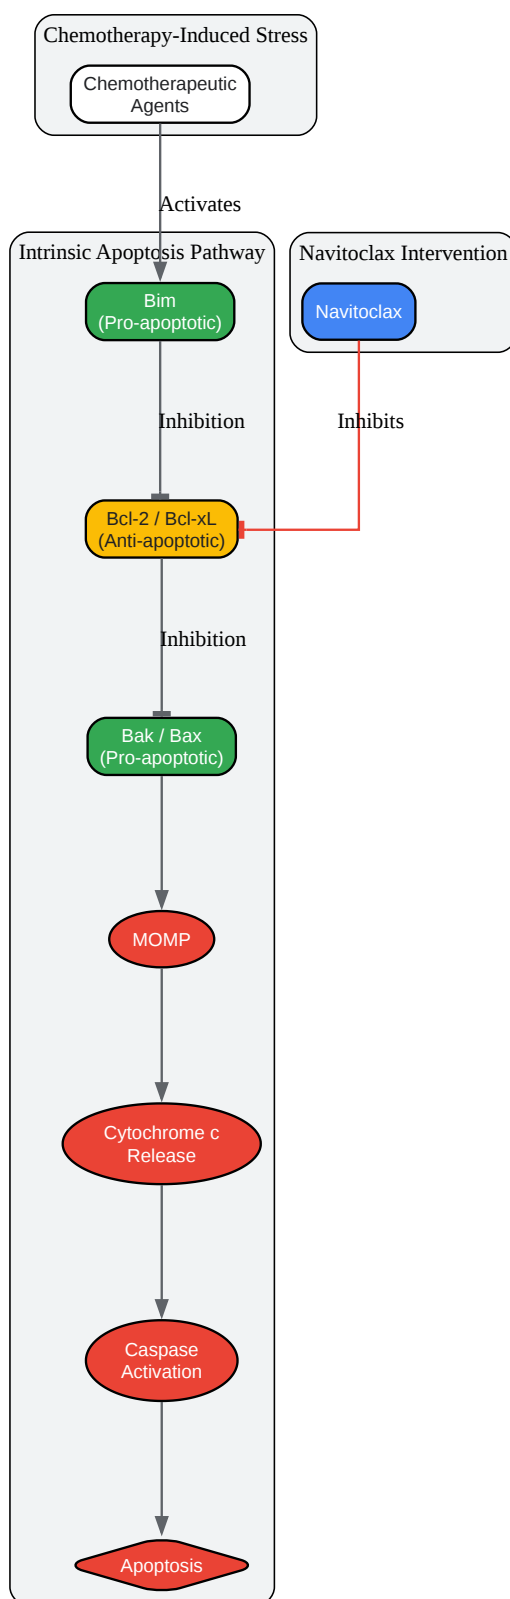 Chemotherapy-Induced Stress
Chemotherapeutic
Agents
Activates
Intrinsic Apoptosis Pathway
Navitoclax Intervention
Bim
(Pro-apoptotic)
Navitoclax
Inhibition
Inhibits
Bcl-2 / Bcl-xL
(Anti-apoptotic)
Inhibition
Bak / Bax
(Pro-apoptotic)
MOMP
Cytochrome c
Release
Caspase
Activation
Apoptosis